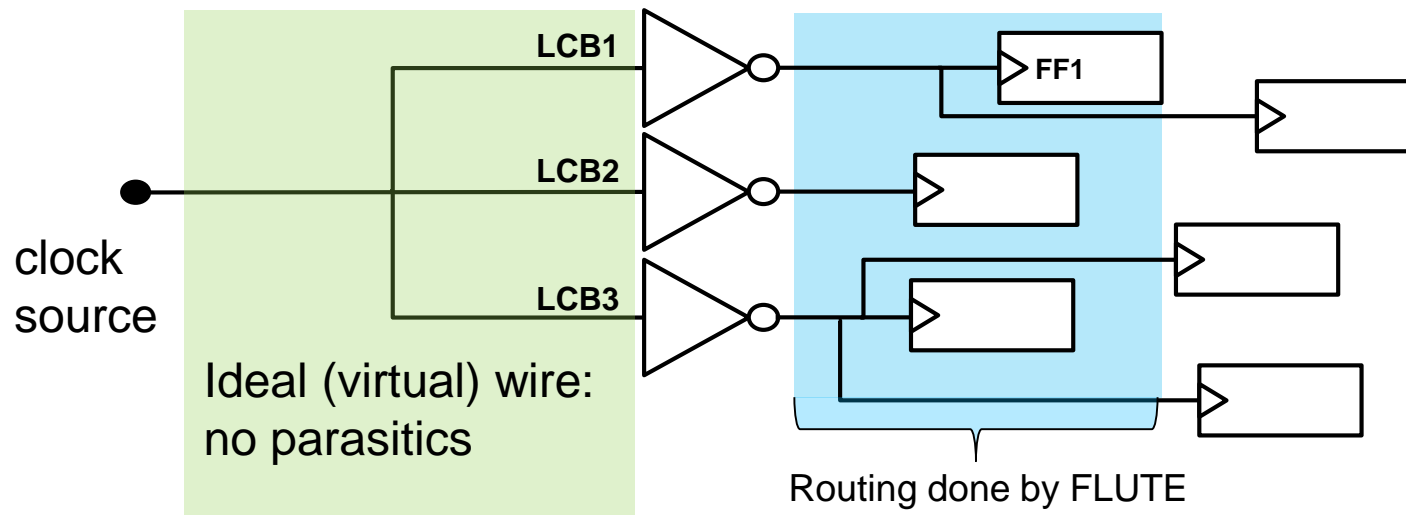 LCB1
FF1
LCB2
clock
source
LCB3
Ideal (virtual) wire:
no parasitics
Routing done by FLUTE